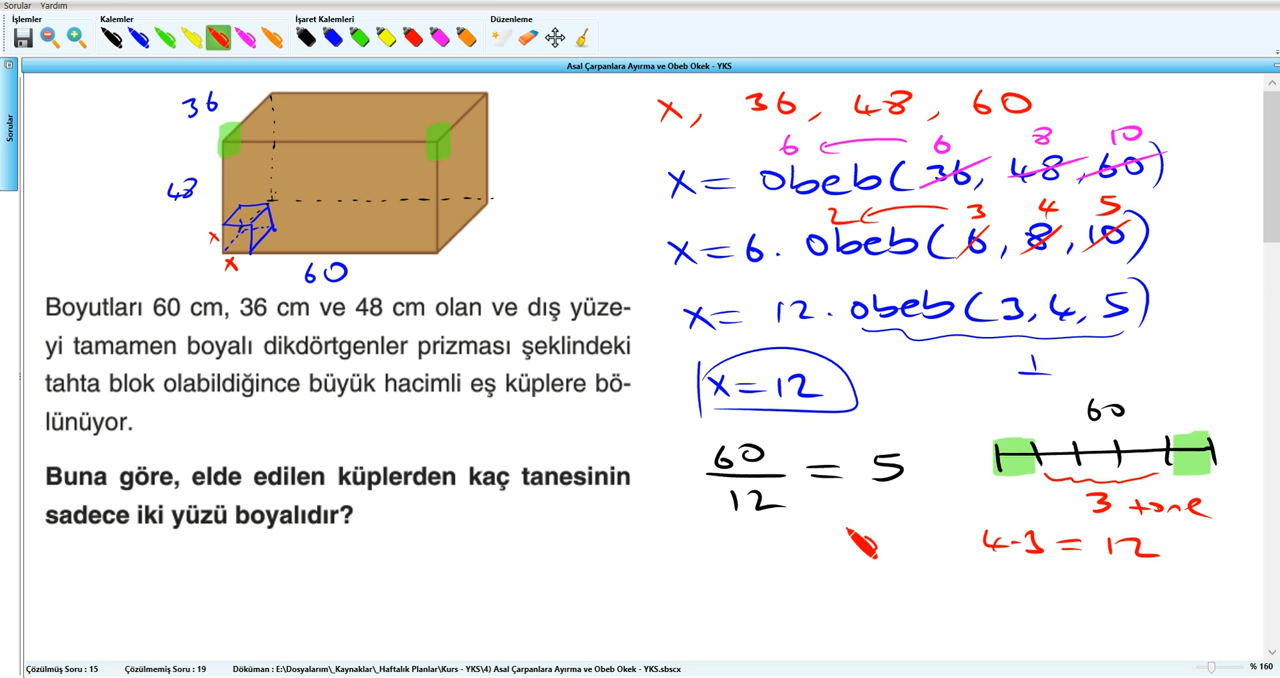 Sorular Yardım
İşlemler Kalemler İşaret Kalemleri Düzenleme
Asal Çarpanlara Ayırma ve Obeb Okek - YKS
Sorular
36
48
x
x
60
Boyutları 60 cm, 36 cm ve 48 cm olan ve dış yüze-
yi tamamen boyalı dikdörtgenler prizması şeklindeki
tahta blok olabildiğince büyük hacimli eş küplere bö-
lünüyor.
Buna göre, elde edilen küplerden kaç tanesinin
sadece iki yüzü boyalıdır?
x, 36, 48, 60
6 6 8 10
x = Obeb(36, 48, 60)
2 3 4 5
x = 6. Obeb(6, 8, 10)
x = 12. obeb(3, 4, 5)
1
x = 12
60
60
12
= 5
3 tane
4.3 = 12
Çözülmüş Soru : 15 Çözülmemiş Soru : 19 Döküman : E:\Dosyalarım\_Kaynaklar\_Haftalık Planlar\Kurs - YKS\4) Asal Çarpanlara Ayırma ve Obeb Okek - YKS.sbscx % 160